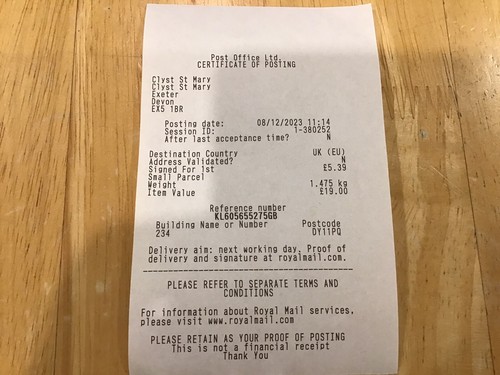 Post Office Ltd.
CERTIFICATE OF POSTING
Clyst St Mary
Clyst St Mary
Exeter
Devon
EX5 1BR
Posting date: 08/12/2023 11:14
Session ID: 1-380252
After last acceptance time? N
Destination Country UK (EU)
Address Validated? N
Signed For 1st £5.39
Small Parcel
Weight 1.475 kg
Item Value £19.00
Reference number
KL605655275GB
Building Name or Number Postcode
234 DY11PQ
Delivery aim: next working day. Proof of
delivery and signature at royalmail.com.
PLEASE REFER TO SEPARATE TERMS AND
CONDITIONS
For information about Royal Mail services,
please visit www.royalmail.com
PLEASE RETAIN AS YOUR PROOF OF POSTING
This is not a financial receipt
Thank You